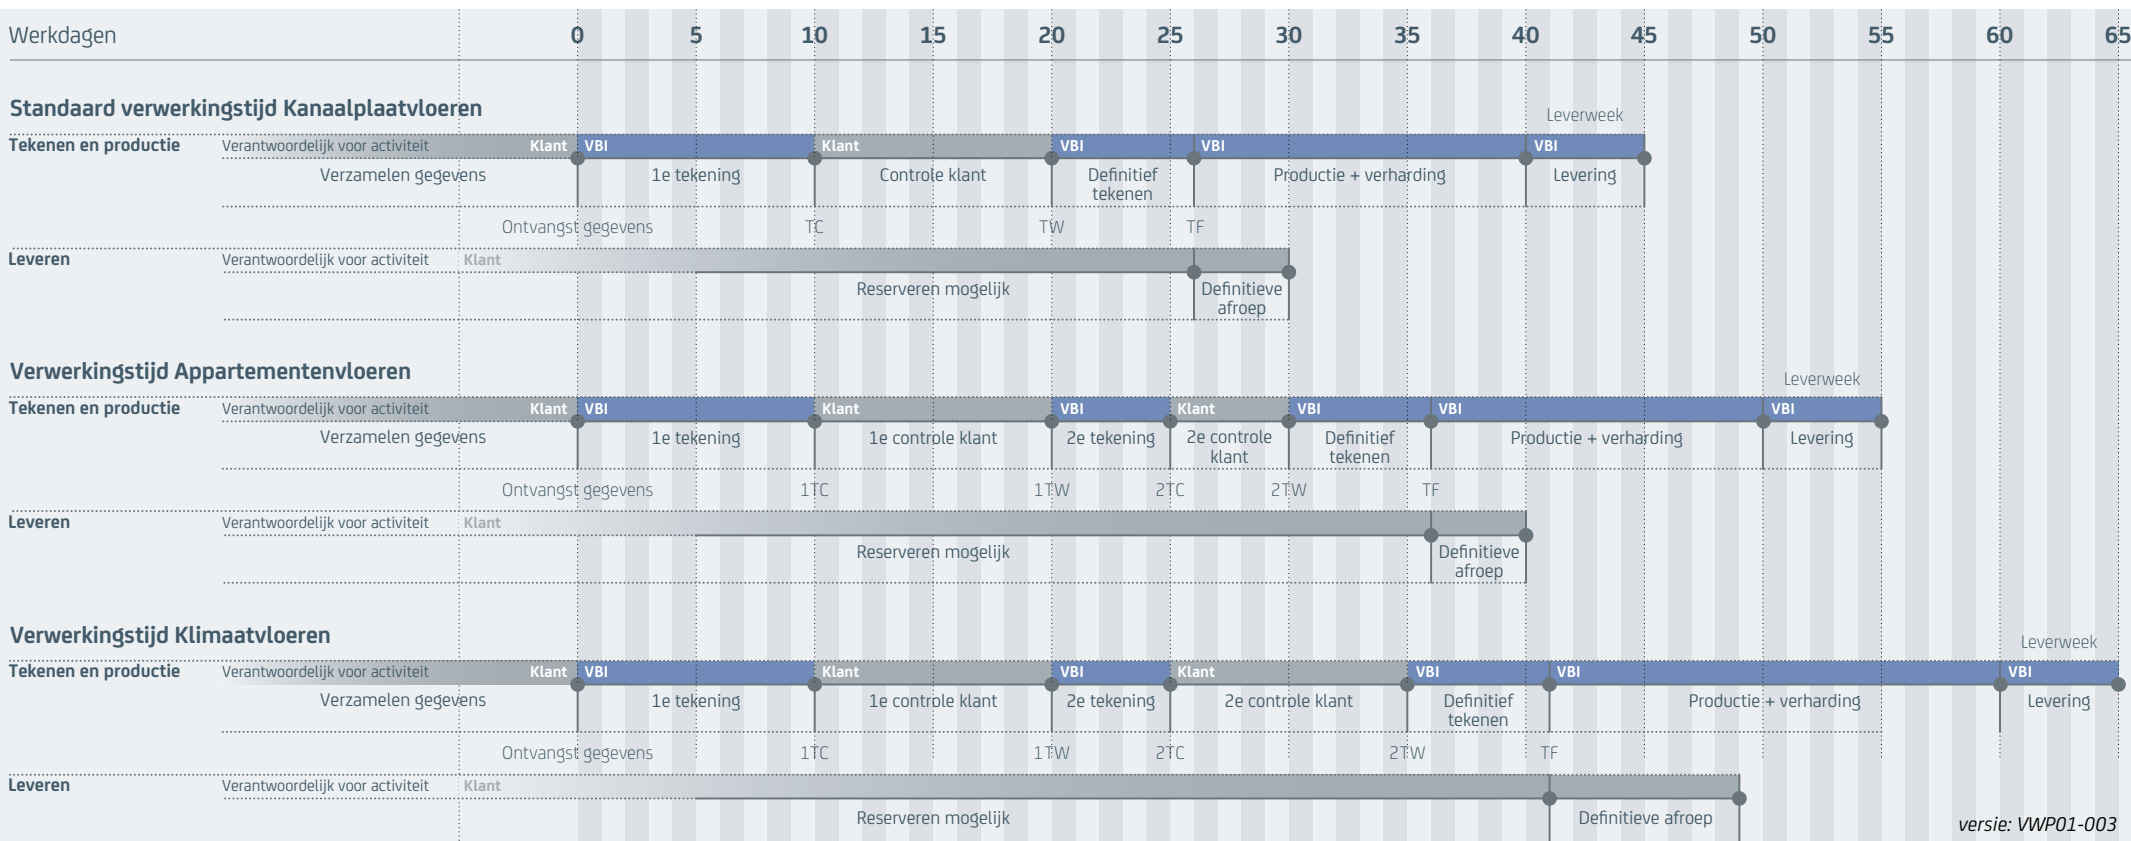 Werkdagen 0 5 10 15 20 25 30 35 40 45 50 55 60 65
Standaard verwerkingstijd Kanaalplaatvloeren
Leverweek
Tekenen en productie Verantwoordelijk voor activiteit Klant VBI Klant VBI VBI VBI
Verzamelen gegevens 1e tekening Controle klant Definitief Productie + verharding Levering
tekenen
Ontvangst gegevens TC TW TF
Leveren Verantwoordelijk voor activiteit Klant
Reserveren mogelijk Definitieve
afroep
Verwerkingstijd Appartementenvloeren
Leverweek
Tekenen en productie Verantwoordelijk voor activiteit Klant VBI Klant VBI Klant VBI VBI VBI
Verzamelen gegevens 1e tekening 1e controle klant 2e tekening 2e controle Definitief Productie + verharding Levering
klant tekenen
Ontvangst gegevens 1TC 1TW 2TC 2TW TF
Leveren Verantwoordelijk voor activiteit Klant
Reserveren mogelijk Definitieve
afroep
Verwerkingstijd Klimaatvloeren
Leverweek
Tekenen en productie Verantwoordelijk voor activiteit Klant VBI Klant VBI Klant VBI VBI VBI
Verzamelen gegevens 1e tekening 1e controle klant 2e tekening 2e controle klant Definitief Productie + verharding Levering
tekenen
Ontvangst gegevens 1TC 1TW 2TC 2TW TF
Leveren Verantwoordelijk voor activiteit Klant
Reserveren mogelijk Definitieve afroep
versie: VWP01-003